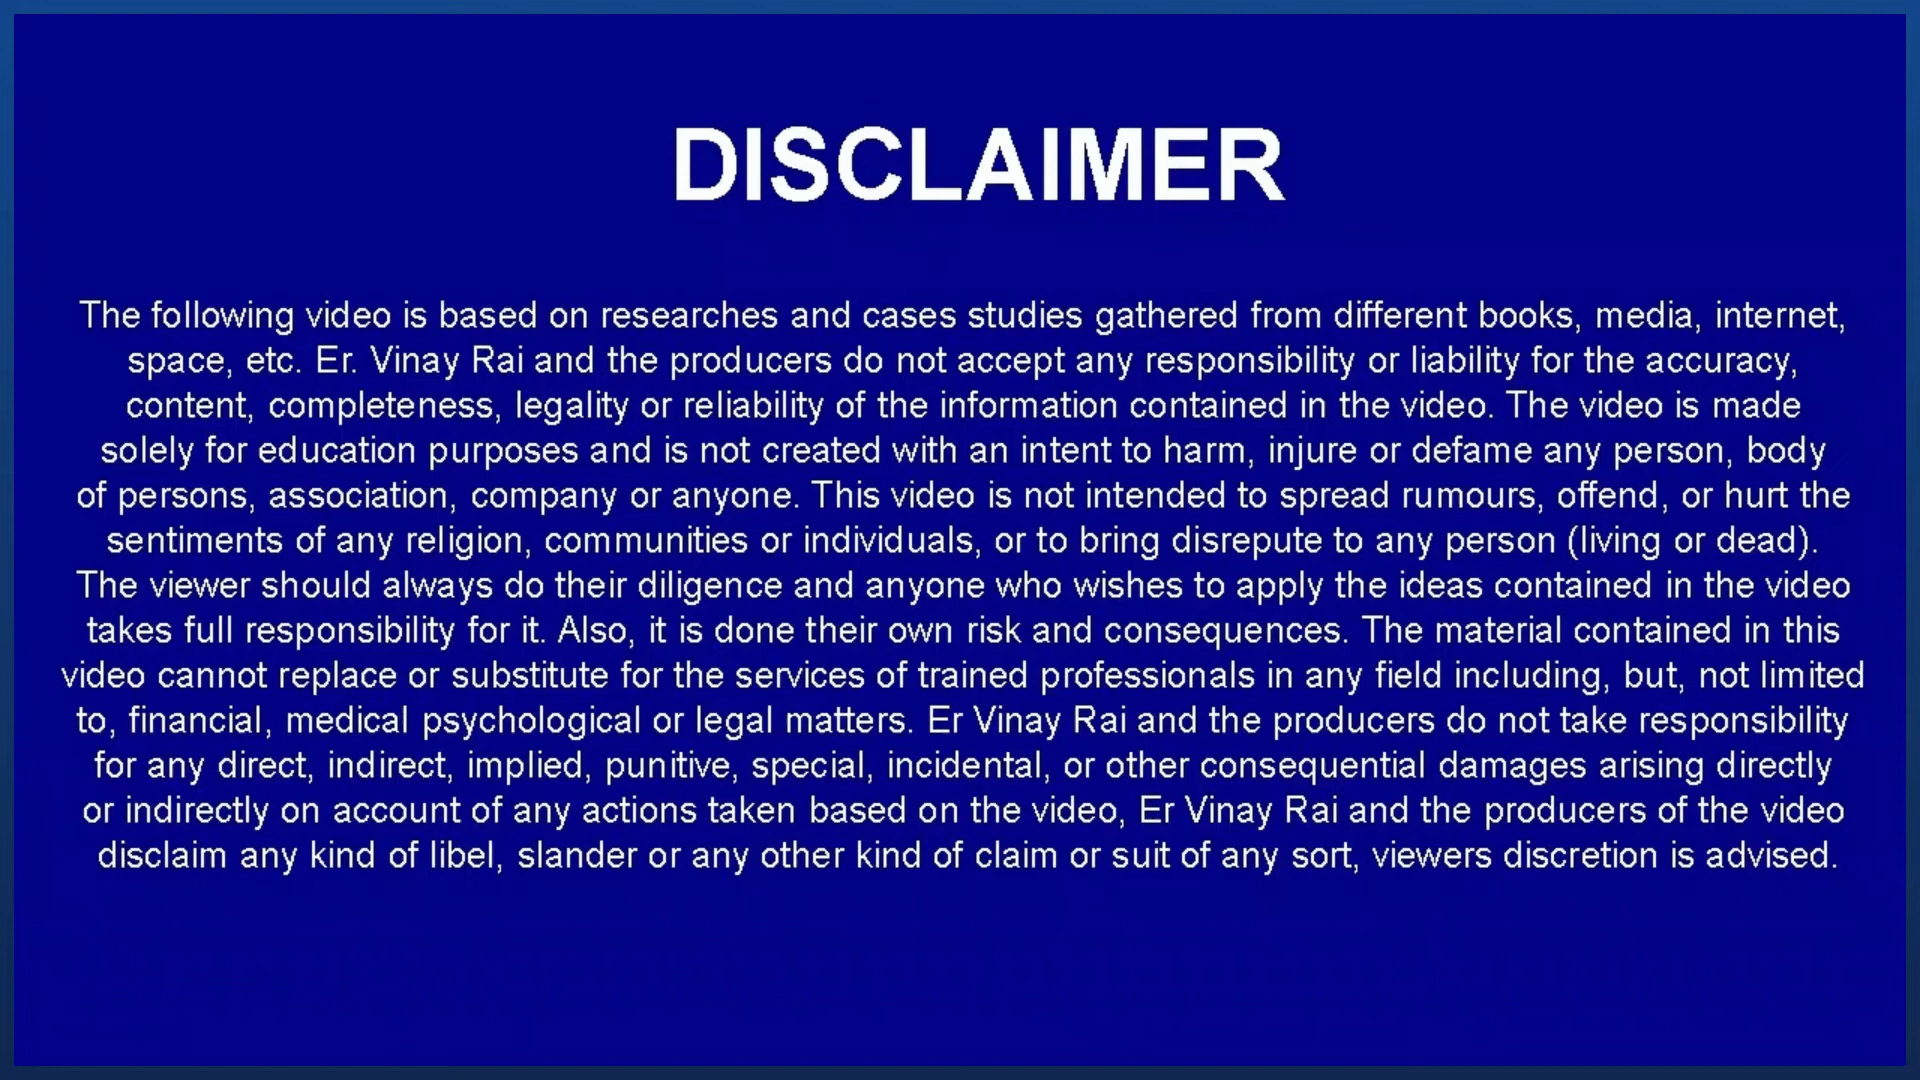 DISCLAIMER
The following video is based on researches and cases studies gathered from different books, media, internet,
space, etc. Er. Vinay Rai and the producers do not accept any responsibility or liability for the accuracy,
content, completeness, legality or reliability of the information contained in the video. The video is made
solely for education purposes and is not created with an intent to harm, injure or defame any person, body
of persons, association, company or anyone. This video is not intended to spread rumours, offend, or hurt the
sentiments of any religion, communities or individuals, or to bring disrepute to any person (living or dead).
The viewer should always do their diligence and anyone who wishes to apply the ideas contained in the video
takes full responsibility for it. Also, it is done their own risk and consequences. The material contained in this
video cannot replace or substitute for the services of trained professionals in any field including, but, not limited
to, financial, medical psychological or legal matters. Er Vinay Rai and the producers do not take responsibility
for any direct, indirect, implied, punitive, special, incidental, or other consequential damages arising directly
or indirectly on account of any actions taken based on the video, Er Vinay Rai and the producers of the video
disclaim any kind of libel, slander or any other kind of claim or suit of any sort, viewers discretion is advised.